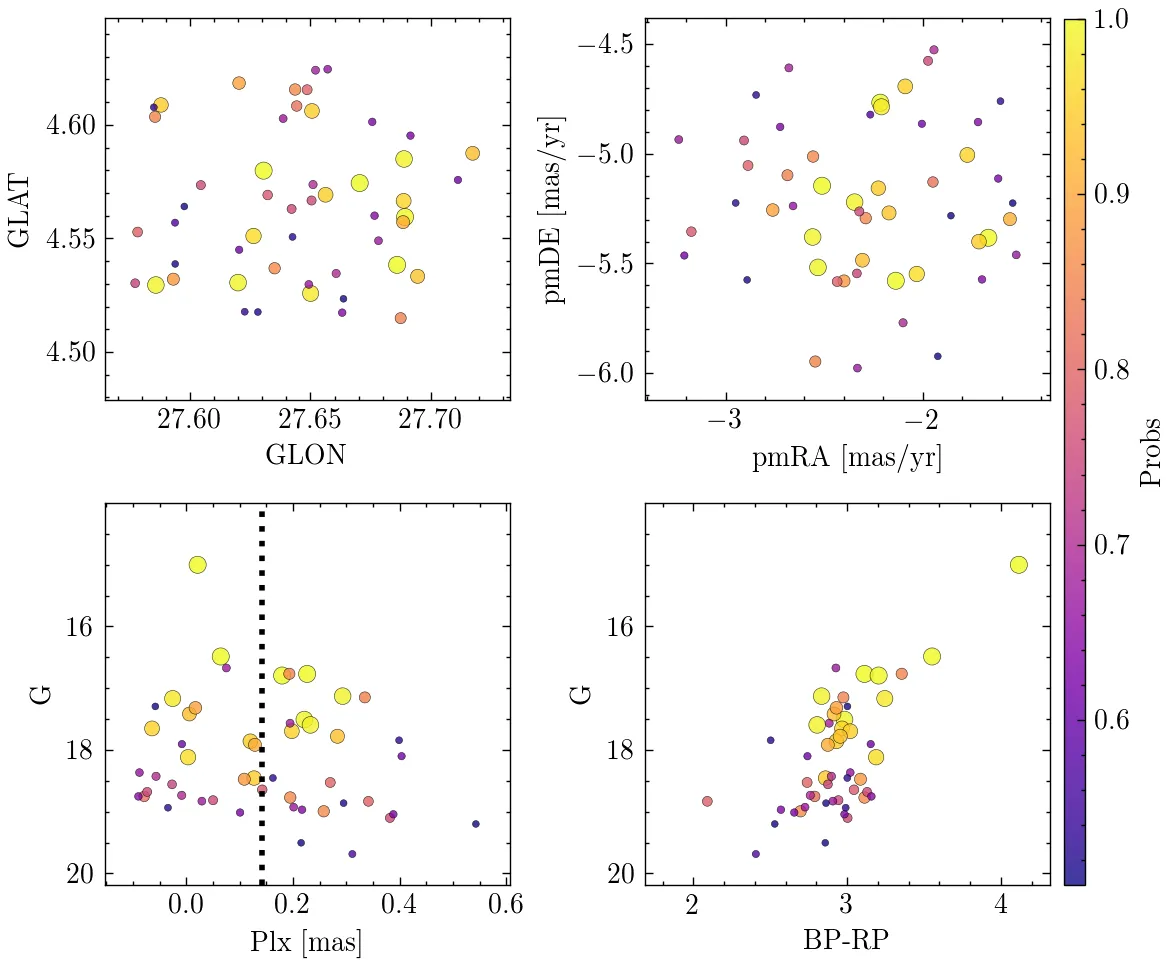 4.60
4.55
4.50
GLAT
27.60 27.65 27.70
GLON
−4.5
−5.0
−5.5
−6.0
pmDE [mas/yr]
−3 −2
pmRA [mas/yr]
16
18
20
G
0.0 0.2 0.4 0.6
Plx [mas]
16
18
20
G
2 3 4
BP-RP
1.0
0.9
0.8
0.7
0.6
Probs